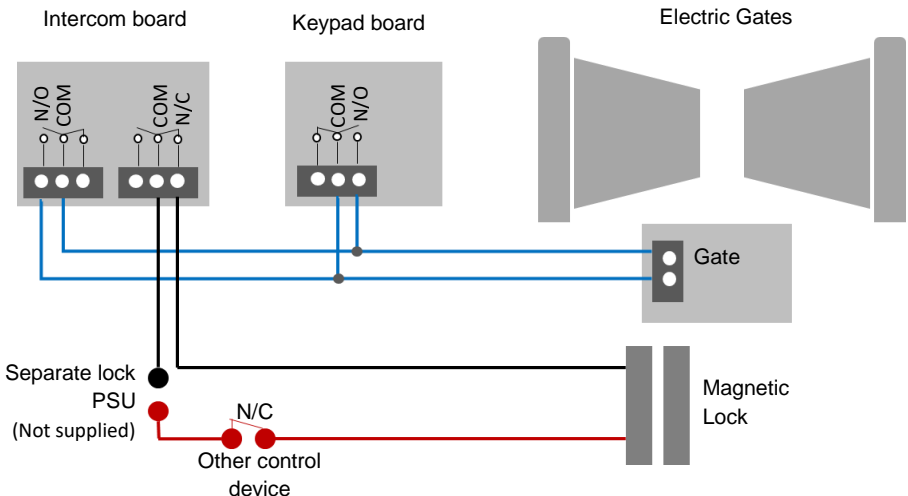 Intercom board
Keypad board
Electric Gates
N/O
COM
COM
N/C
COM
N/O
Gate
Separate lock
PSU
(Not supplied)
N/C
Other control
device
Magnetic
Lock